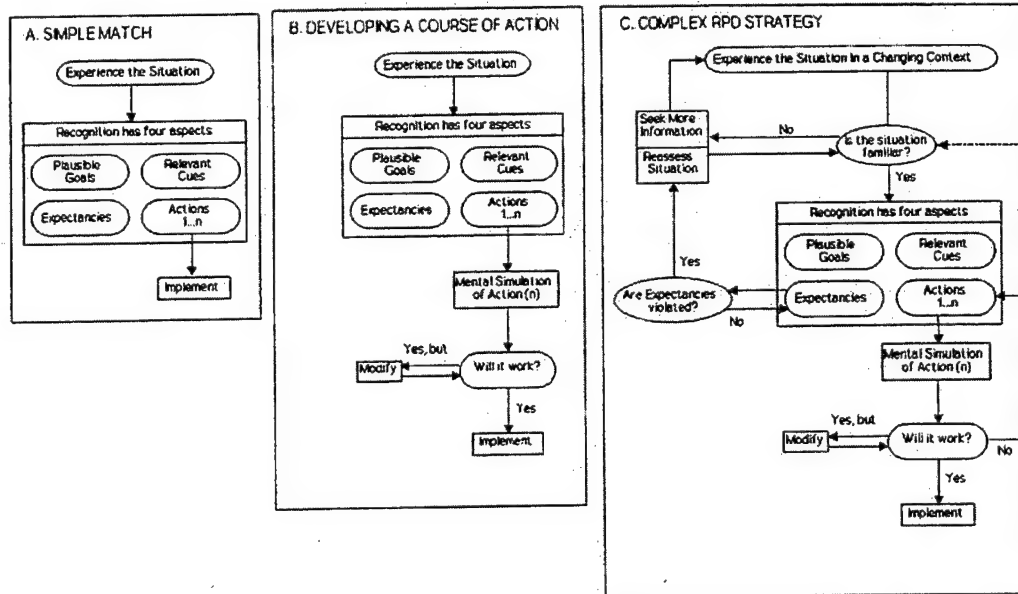 A. SIMPLE MATCH
Experience the Situation
Recognition has four aspects
Plausible
Goals
Relevant
Cues
Expectancies
Actions
1...n
Implement
B. DEVELOPING A COURSE OF ACTION
Experience the Situation
Recognition has four aspects
Plausible
Goals
Relevant
Cues
Expectancies
Actions
1...n
Mental Simulation
of Action (n)
Yes, but
Modify
Will it work?
Yes
Implement
C. COMPLEX RPD STRATEGY
Experience the Situation in a Changing Context
Seek More
Information
No
Reassess
Situation
Is the situation
familiar?
Yes
Recognition has four aspects
Plausible
Goals
Relevant
Cues
Yes
Are Expectancies
violated?
No
Expectancies
Actions
1...n
Mental Simulation
of Action (n)
Yes, but
Modify
Will it work?
No
Yes
Implement